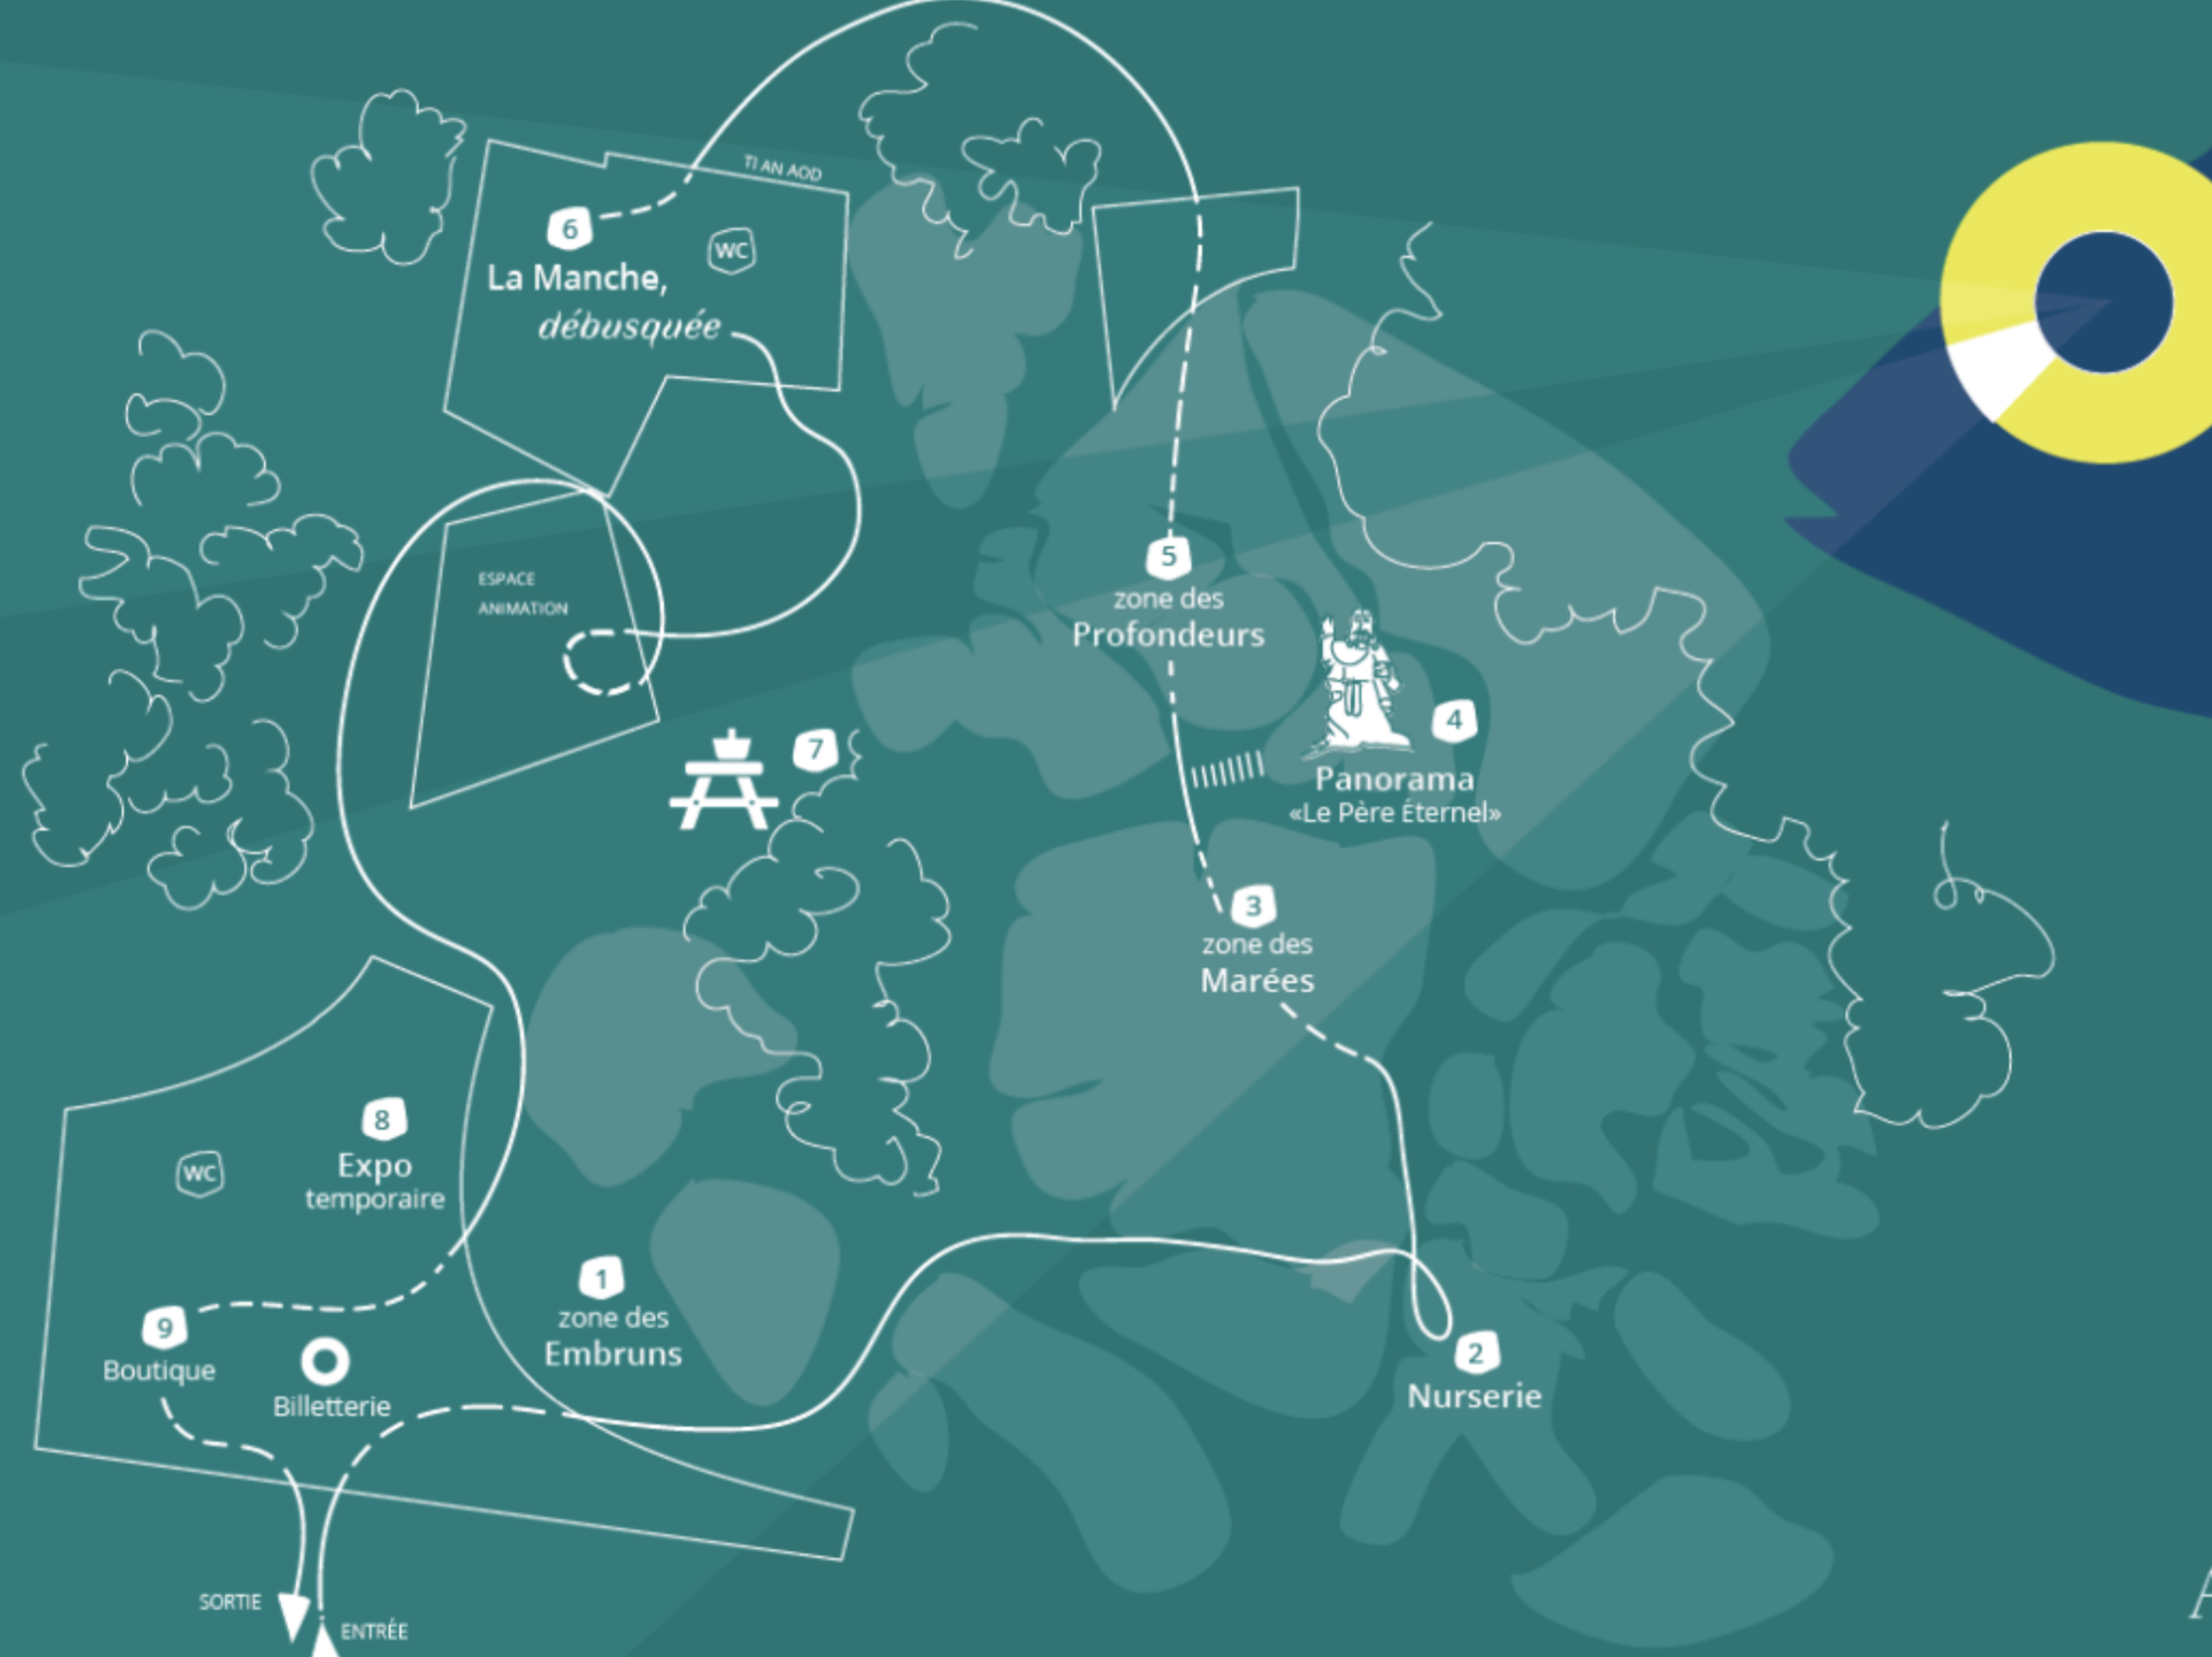 TI AN AOD
6
WC
La Manche,
débusquée
ESPACE
ANIMATION
5
zone des
Profondeurs
4
Panorama
«Le Père Éternel»
7
3
zone des
Marées
8
Expo
temporaire
WC
1
zone des
Embruns
9
Boutique
Billetterie
2
Nurserie
SORTIE
ENTRÉE